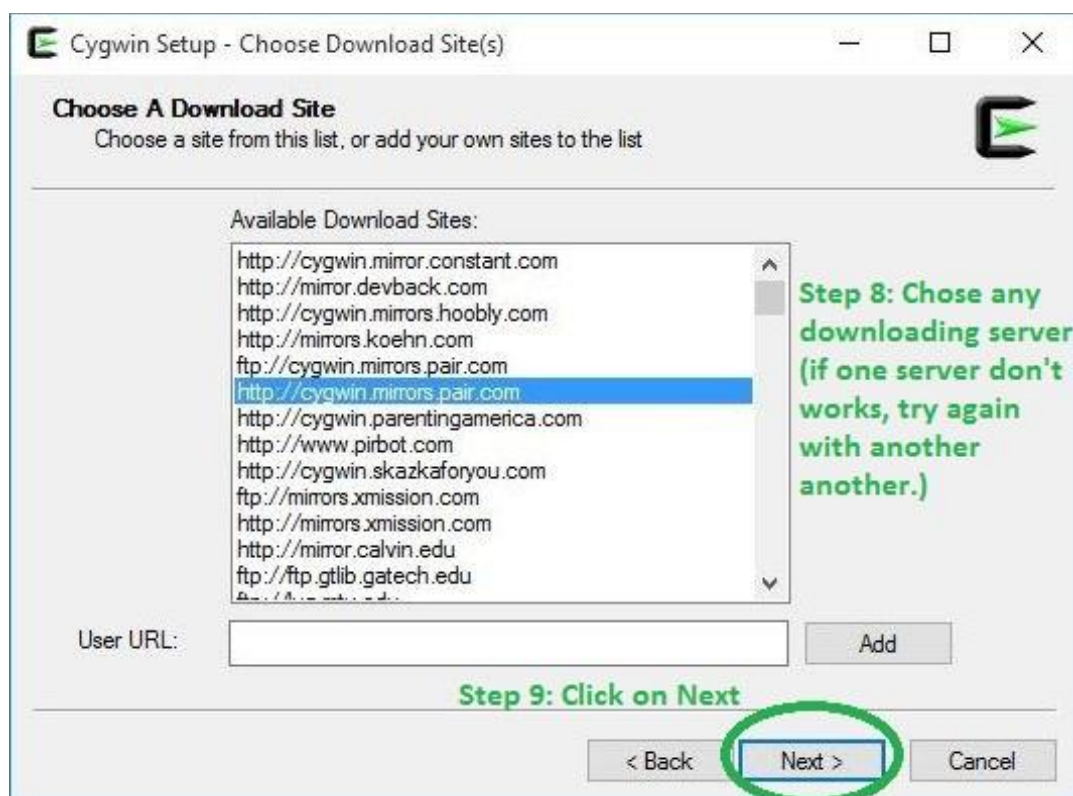 Cygwin Setup - Choose Download Site(s)
Choose A Download Site
Choose a site from this list, or add your own sites to the list
Available Download Sites:
http://cygwin.mirror.constant.com
http://mirror.devback.com
http://cygwin.mirrors.hoobly.com
http://mirrors.koehn.com
ftp://cygwin.mirrors.pair.com
http://cygwin.mirrors.pair.com
http://cygwin.parentingamerica.com
http://www.pirbot.com
http://cygwin.skazkaforyou.com
ftp://mirrors.xmission.com
http://mirrors.xmission.com
http://mirror.calvin.edu
ftp://ftp.gtlib.gatech.edu
Step 8: Chose any
downloading server
(if one server don't
works, try again
with another
another.)
User URL:
Add
Step 9: Click on Next
< Back
Next >
Cancel